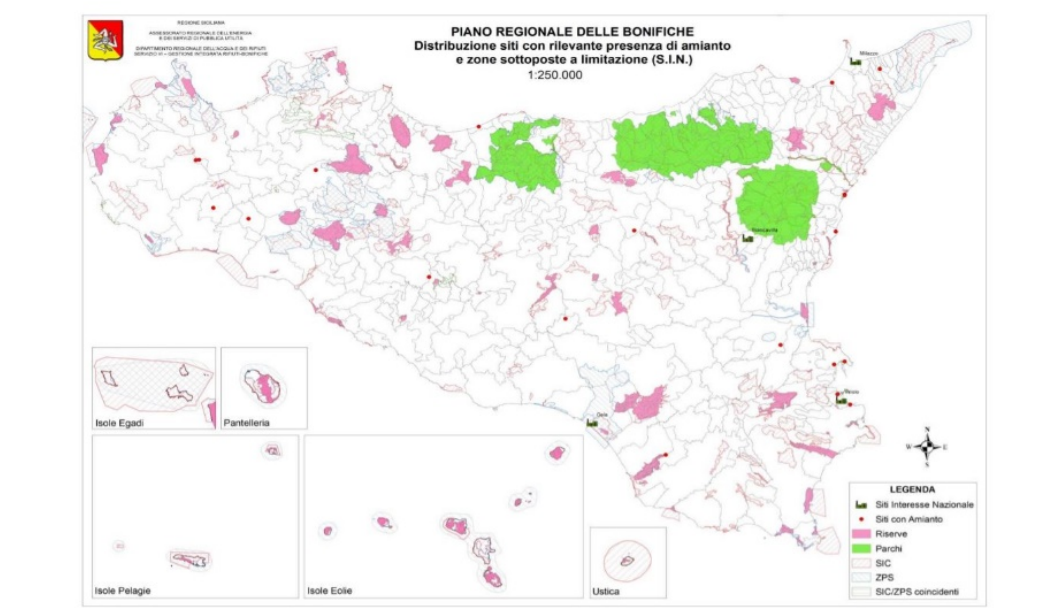 REGIONE SICILIANA
ASSESSORATO REGIONALE DELL'ENERGIA
E DEI SERVIZI DI PUBBLICA UTILITÀ
DIPARTIMENTO REGIONALE DELL'ACQUA E DEI RIFIUTI
SERVIZIO VI – GESTIONE INTEGRATA RIFIUTI-BONIFICHE
PIANO REGIONALE DELLE BONIFICHE
Distribuzione siti con rilevante presenza di amianto
e zone sottoposte a limitazione (S.I.N.)
1:250.000
Milazzo
Biancavilla
Gela
Isole Egadi
Pantelleria
Isole Pelagie
Isole Eolie
Ustica
N
W
E
S
LEGENDA
Siti Interesse Nazionale
Siti con Amianto
Riserve
Parchi
SIC
ZPS
SIC/ZPS coincidenti